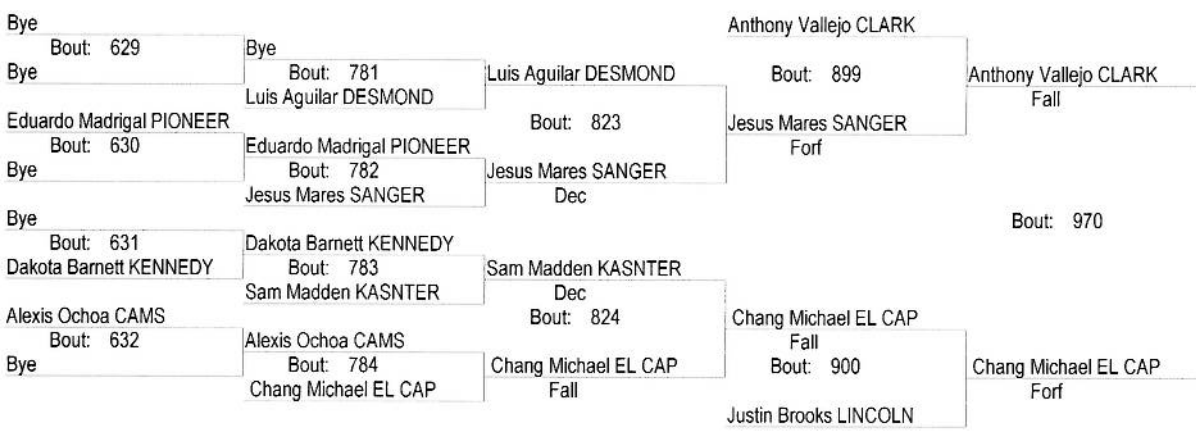 Bye
Bout: 629
Bye
Eduardo Madrigal PIONEER
Bout: 630
Bye
Bye
Bout: 631
Dakota Barnett KENNEDY
Alexis Ochoa CAMS
Bout: 632
Bye
Bye
Bout: 781
Luis Aguilar DESMOND
Eduardo Madrigal PIONEER
Bout: 782
Jesus Mares SANGER
Dakota Barnett KENNEDY
Bout: 783
Sam Madden KASNTER
Alexis Ochoa CAMS
Bout: 784
Chang Michael EL CAP
Luis Aguilar DESMOND
Bout: 823
Jesus Mares SANGER
Dec
Sam Madden KASNTER
Dec
Bout: 824
Chang Michael EL CAP
Fall
Anthony Vallejo CLARK
Bout: 899
Jesus Mares SANGER
Forf
Chang Michael EL CAP
Fall
Bout: 900
Justin Brooks LINCOLN
Anthony Vallejo CLARK
Fall
Bout: 970
Chang Michael EL CAP
Forf